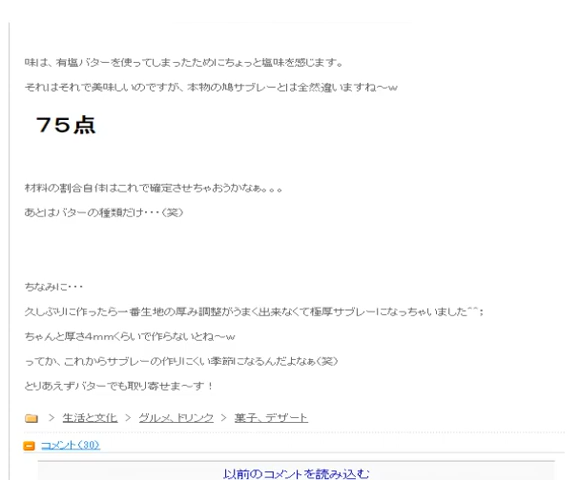 味は、有塩バターを使ってしまったためにちょっと塩味を感じます。
それはそれで美味しいのですが、本物の鳩サブレーとは全然違いますね～w
75点
材料の割合自体はこれで確定させちゃおうかなぁ。。。
あとはバターの種類だけ・・・(笑)
ちなみに・・・
久しぶりに作ったら一番生地の厚み調整がうまく出来なくて極厚サブレーになっちゃいました^^;
ちゃんと厚さ4mmくらいで作らないとね～w
ってか、これからサブレーの作りにくい季節になるんだよなぁ(笑)
とりあえずバターでも取り寄せま～す！
> 生活と文化 > グルメ、ドリンク > 菓子、デザート
コメント(30)
以前のコメントを読み込む